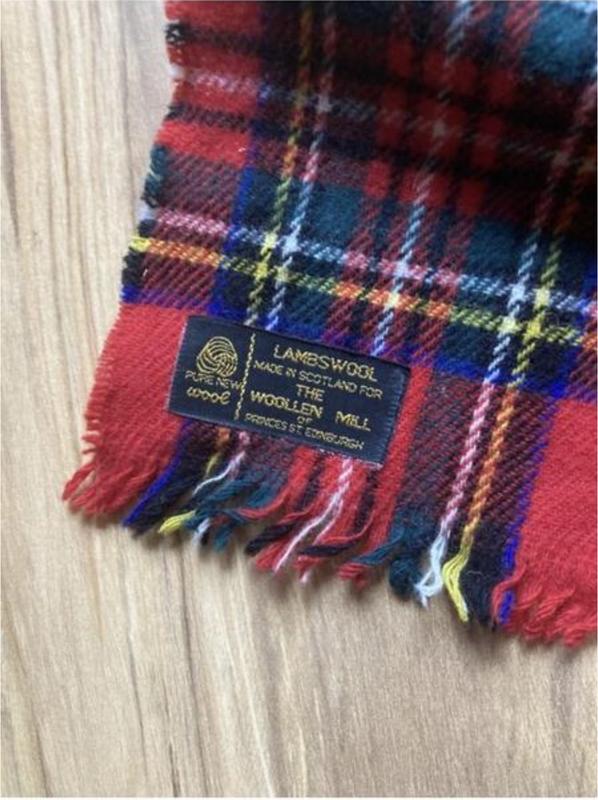 PURE NEW
wool
LAMBSWOOL
MADE IN SCOTLAND FOR
THE
WOOLLEN MILL
OF
PRINCES ST. EDINBURGH